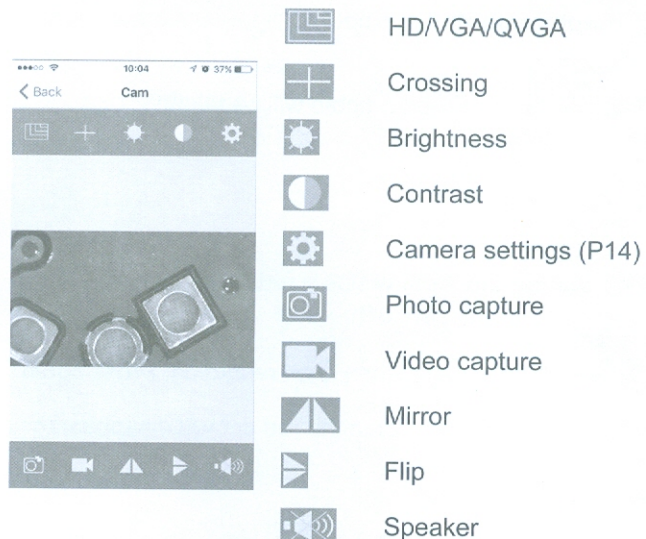 10:04
37%
Back
Cam
HD/VGA/QVGA
Crossing
Brightness
Contrast
Camera settings (P14)
Photo capture
Video capture
Mirror
Flip
Speaker